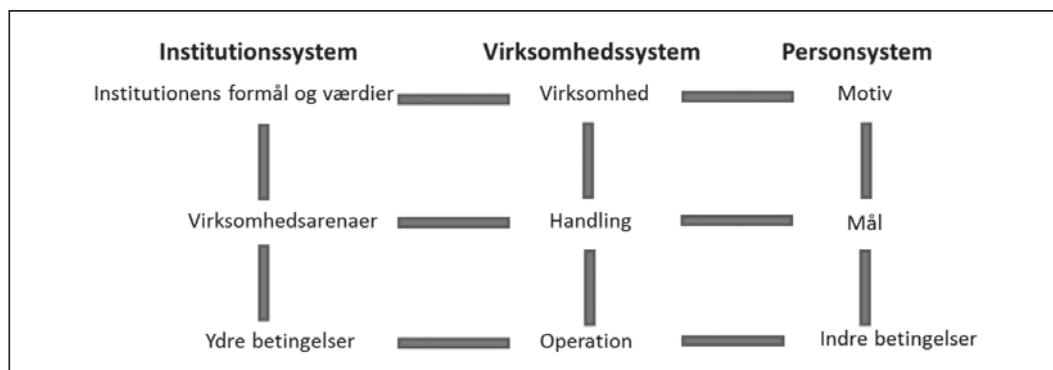 Institutionssystem Virksomhedssystem Personsystem
Institutionens formål og værdier Virksomhed Motiv
Virksomhedsarenaer Handling Mål
Ydre betingelser Operation Indre betingelser